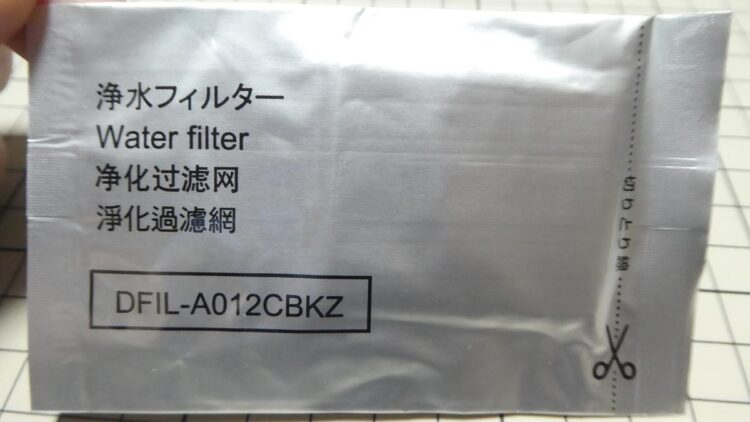 浄水フィルター
Water filter
净化过滤网
淨化過濾網
DFIL-A012CBKZ
切りとり線